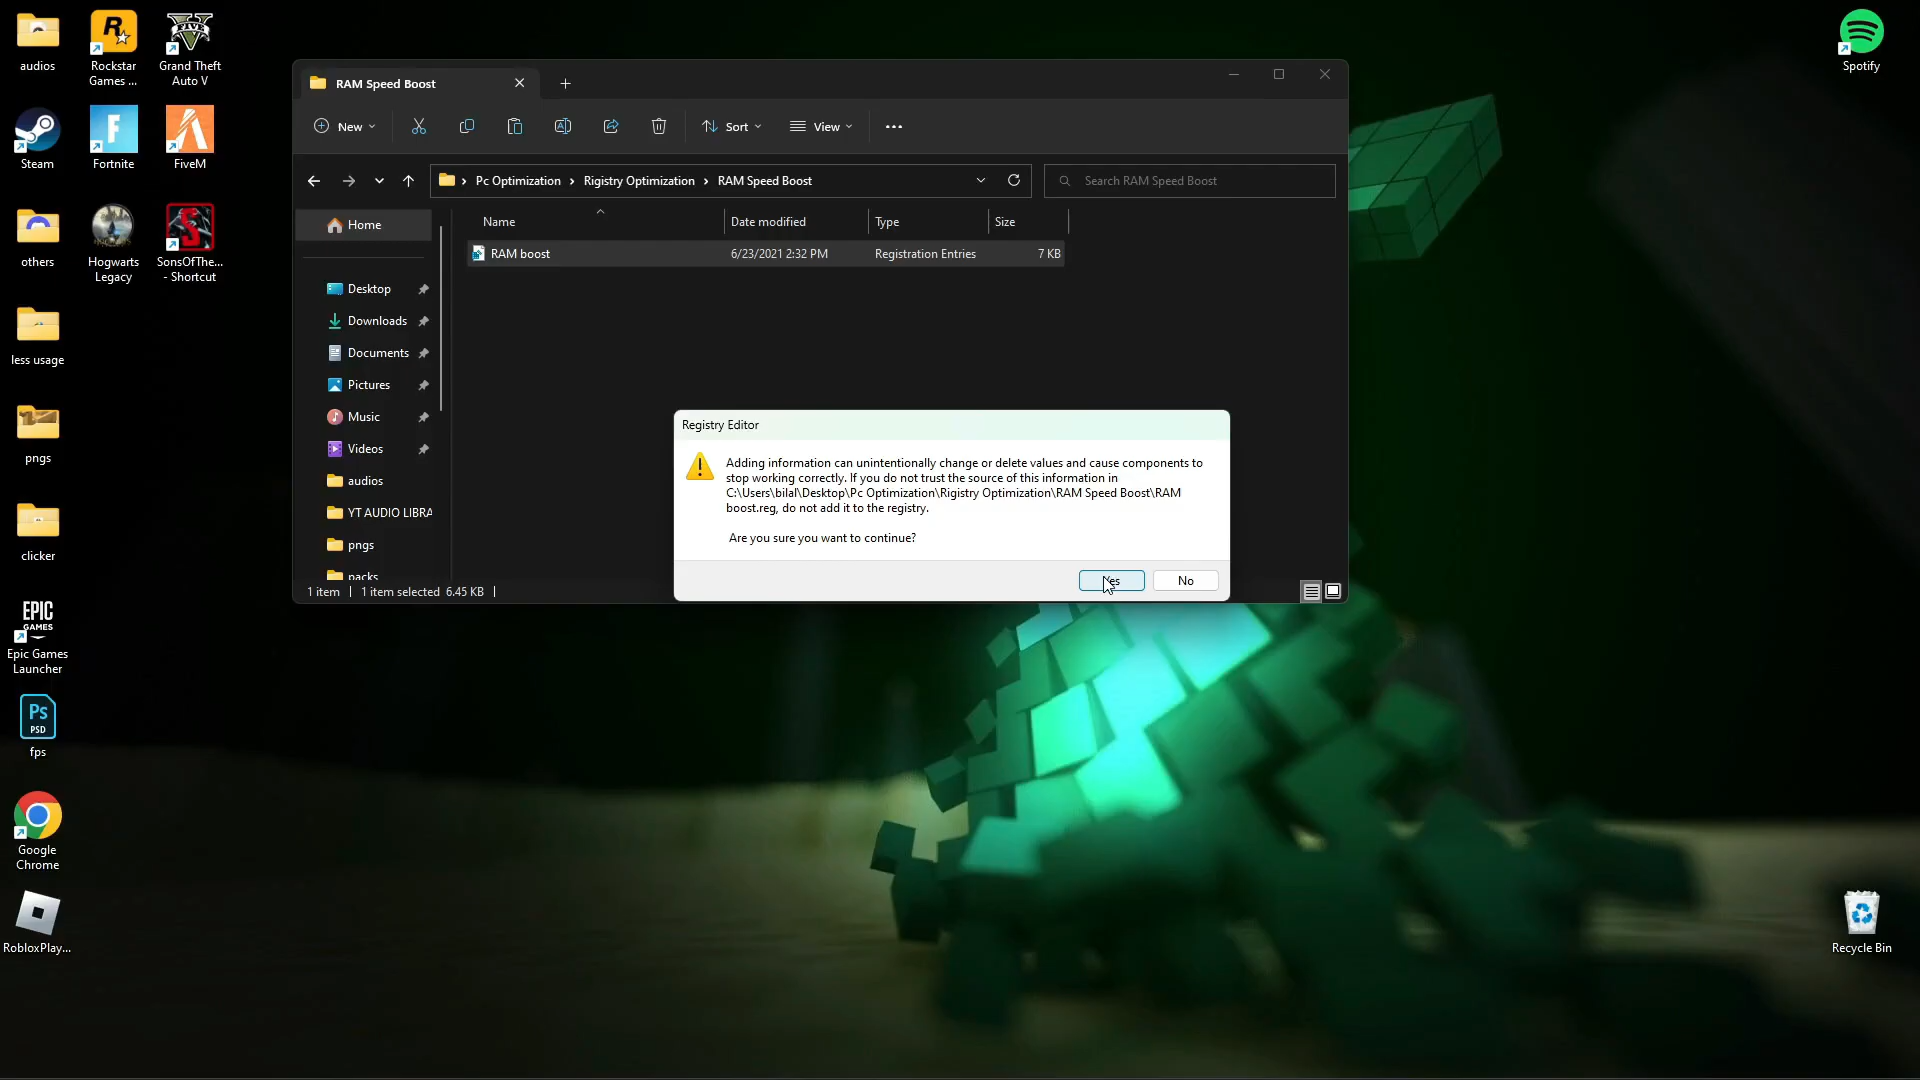 audios
Rockstar
Games ...
Grand Theft
Auto V
Spotify
Steam
Fortnite
FiveM
others
Hogwarts
Legacy
SonsOfThe...
- Shortcut
less usage
pngs
clicker
EPIC
GAMES
Epic Games
Launcher
Ps
PSD
fps
Google
Chrome
RobloxPlay...
Recycle Bin
RAM Speed Boost
New
Sort
View
Pc Optimization > Rigistry Optimization > RAM Speed Boost
Search RAM Speed Boost
Home
Desktop
Downloads
Documents
Pictures
Music
Videos
audios
YT AUDIO LIBRA
pngs
packs
Name Date modified Type Size
RAM boost 6/23/2021 2:32 PM Registration Entries 7 KB
1 item | 1 item selected 6.45 KB |
Registry Editor
Adding information can unintentionally change or delete values and cause components to
stop working correctly. If you do not trust the source of this information in
C:\Users\bilal\Desktop\Pc Optimization\Rigistry Optimization\RAM Speed Boost\RAM
boost.reg, do not add it to the registry.
Are you sure you want to continue?
Yes No